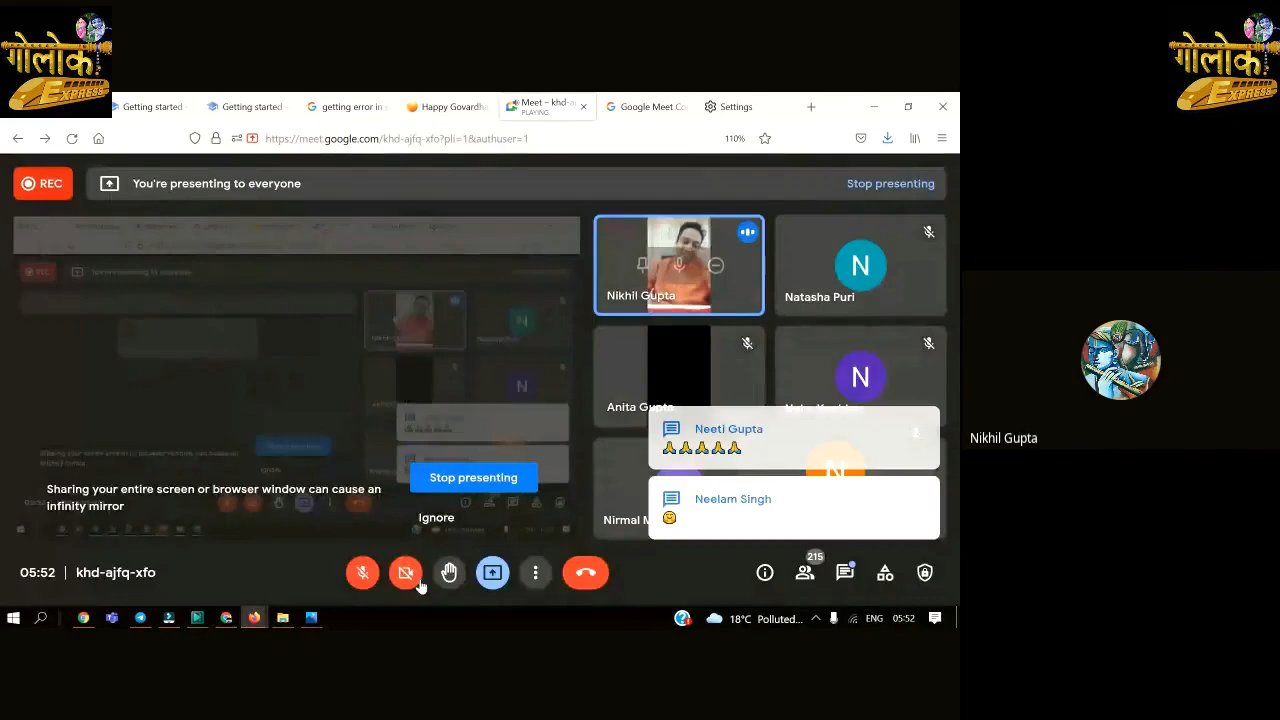 गोलोक
EXPRESS
गोलोक
EXPRESS
Getting started
Getting started
getting error in
Happy Govardha
Meet – khd-a
PLAYING
Google Meet Co
Settings
https://meet.google.com/khd-ajfq-xfo?pli=1&authuser=1
110%
REC
You're presenting to everyone
Stop presenting
Nikhil Gupta
N
Natasha Puri
Anita Gupta
N
Neeti Gupta
🙏🙏🙏🙏🙏
Stop presenting
Sharing your entire screen or browser window can cause an
infinity mirror
Ignore
Neelam Singh
🤗
Nirmal M
N
Nikhil Gupta
05:52 | khd-ajfq-xfo
215
18°C Polluted...
ENG
05:52